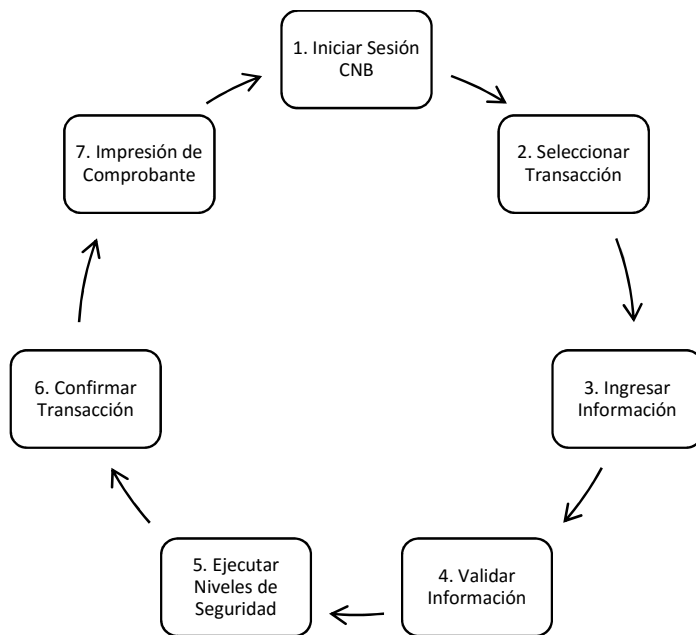 1. Iniciar Sesión
CNB
2. Seleccionar
Transacción
3. Ingresar
Información
4. Validar
Información
5. Ejecutar
Niveles de
Seguridad
6. Confirmar
Transacción
7. Impresión de
Comprobante